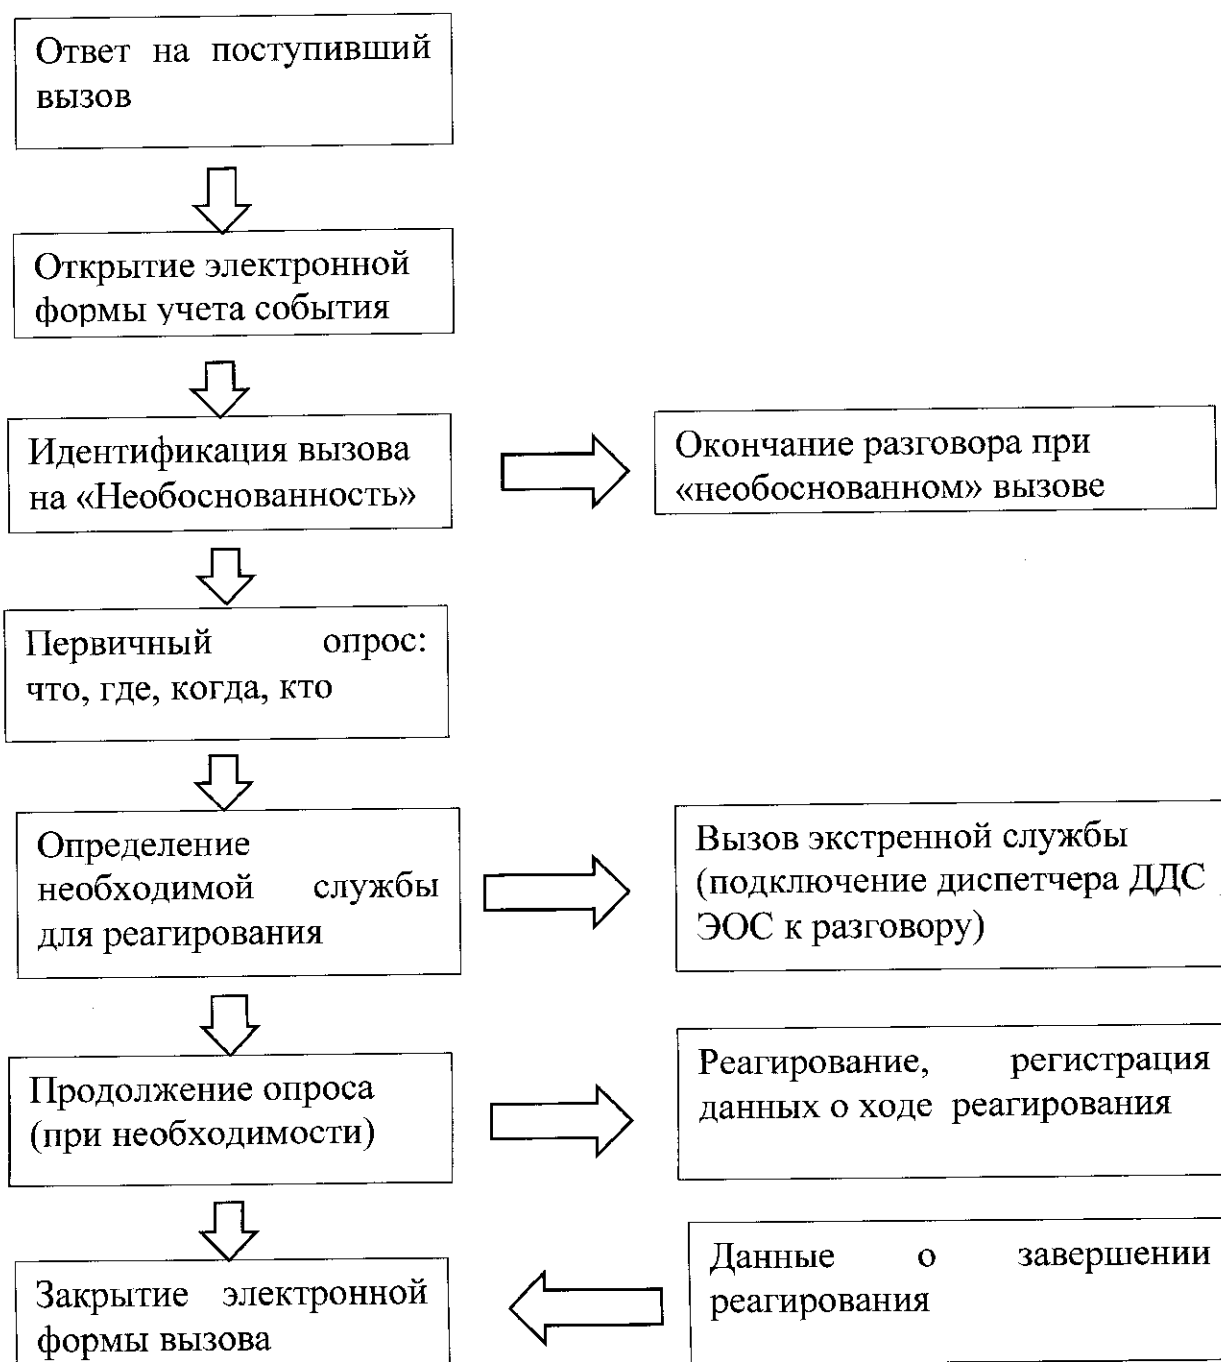 Ответ на поступивший
вызов
Открытие электронной
формы учета события
Идентификация вызова
на «Необоснованность»
Окончание разговора при
«необоснованном» вызове
Первичный опрос:
что, где, когда, кто
Определение
необходимой службы
для реагирования
Вызов экстренной службы
(подключение диспетчера ДДС
ЭОС к разговору)
Продолжение опроса
(при необходимости)
Реагирование, регистрация
данных о ходе реагирования
Закрытие электронной
формы вызова
Данные о завершении
реагирования